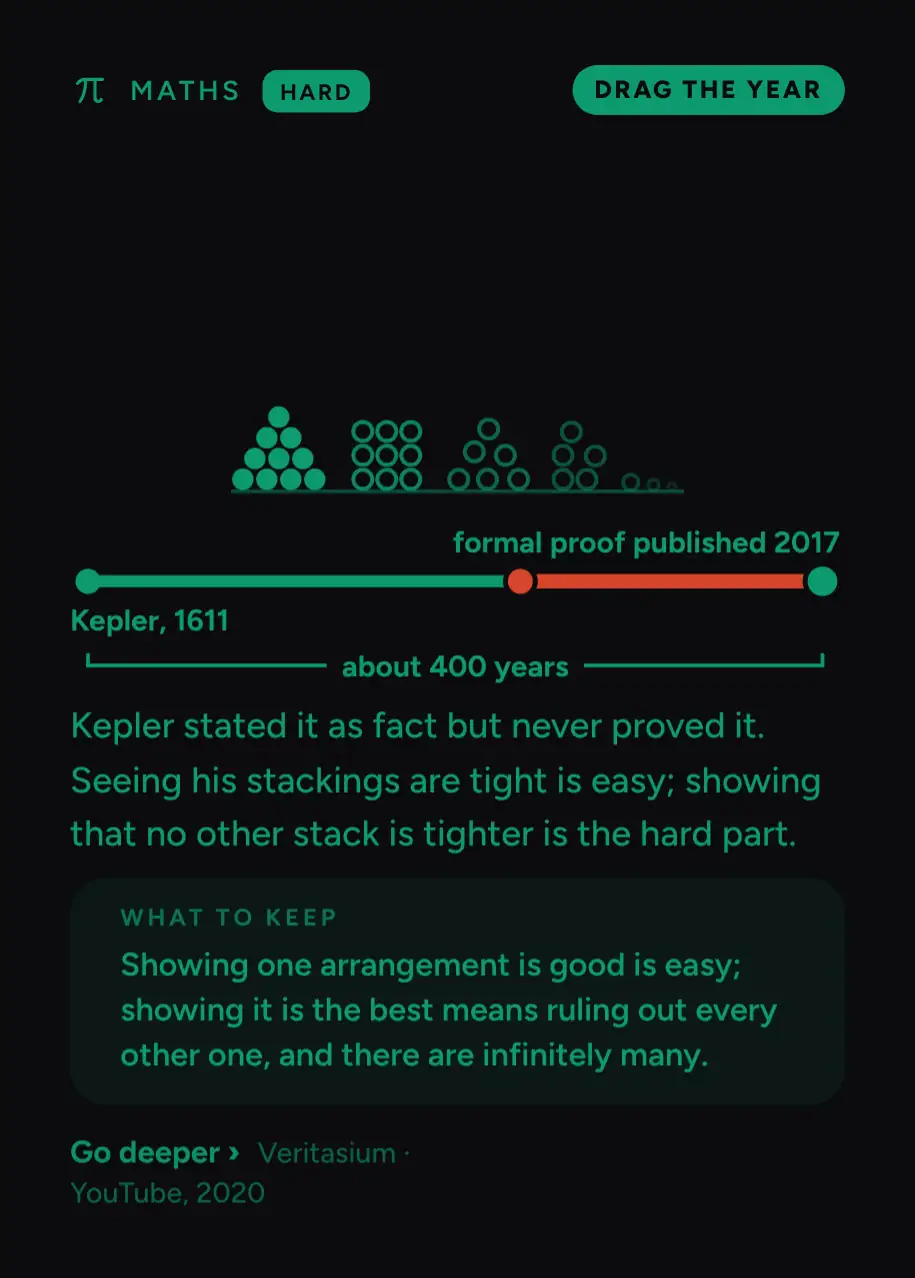 π MATHS HARD DRAG THE YEAR
formal proof published 2017
Kepler, 1611
about 400 years
Kepler stated it as fact but never proved it.
Seeing his stackings are tight is easy; showing
that no other stack is tighter is the hard part.
WHAT TO KEEP
Showing one arrangement is good is easy;
showing it is the best means ruling out every
other one, and there are infinitely many.
Go deeper › Veritasium ·
YouTube, 2020